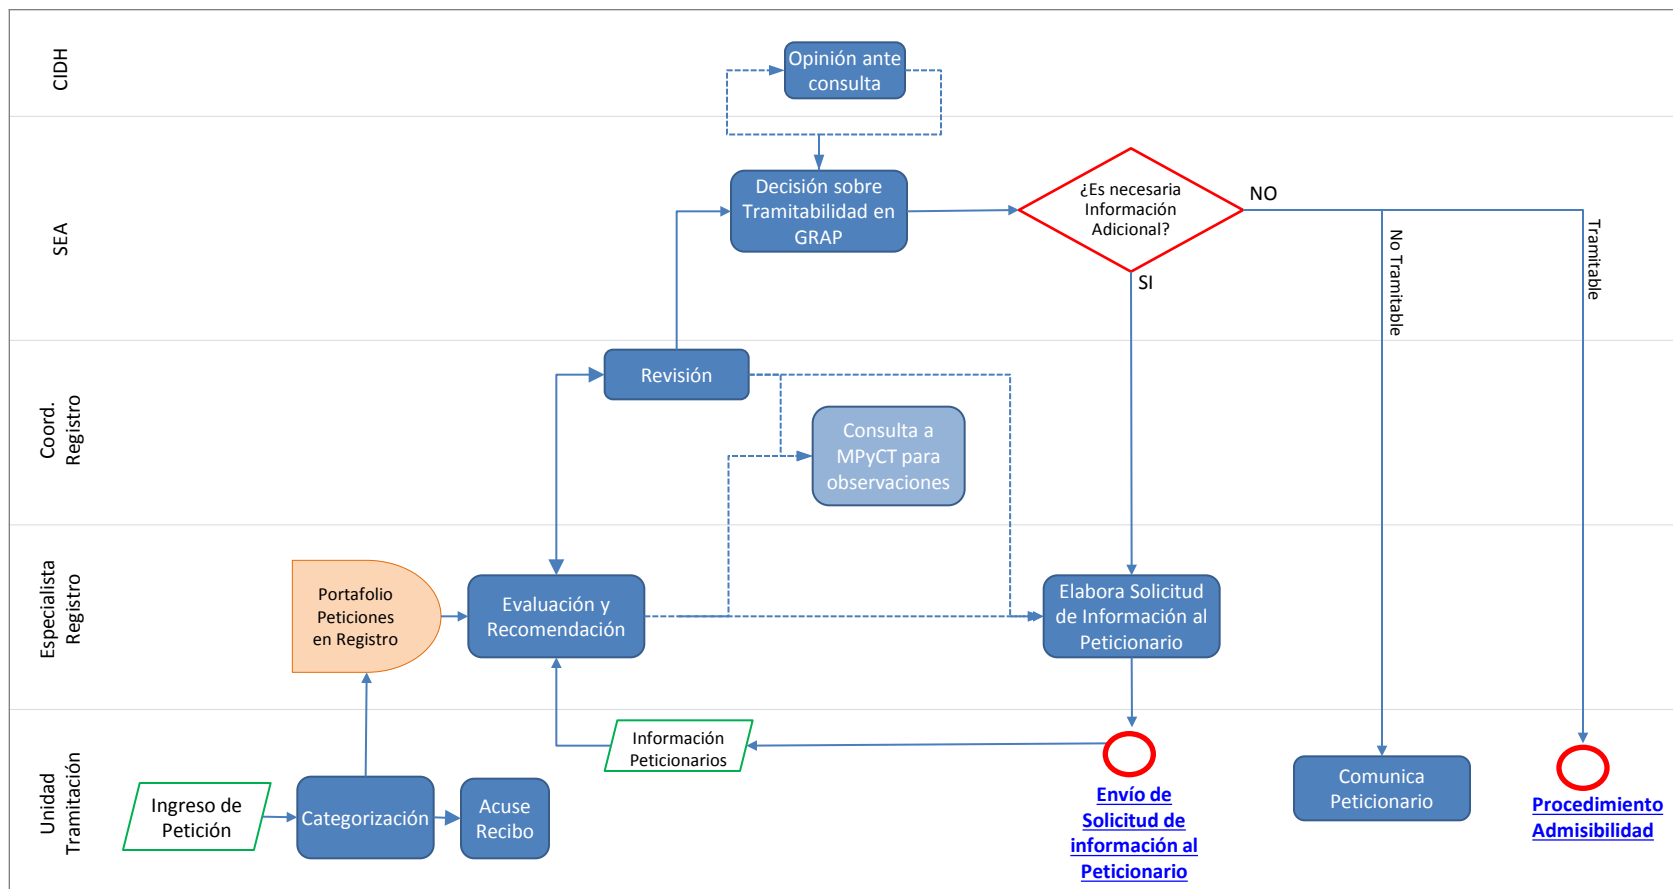 CIDH
Opinión ante
consulta
SEA
Decisión sobre
Tramitabilidad en
GRAP
¿Es necesaria
Información
Adicional?
NO
SI
No Tramitable
Tramitable
Coord.
Registro
Revisión
Consulta a
MPyCT para
observaciones
Especialista
Registro
Portafolio
Peticiones
en Registro
Evaluación y
Recomendación
Elabora Solicitud
de Información al
Peticionario
Unidad
Tramitación
Ingreso de
Petición
Categorización
Acuse
Recibo
Información
Peticionarios
Envío de
Solicitud de
información al
Peticionario
Comunica
Peticionario
Procedimiento
Admisibilidad